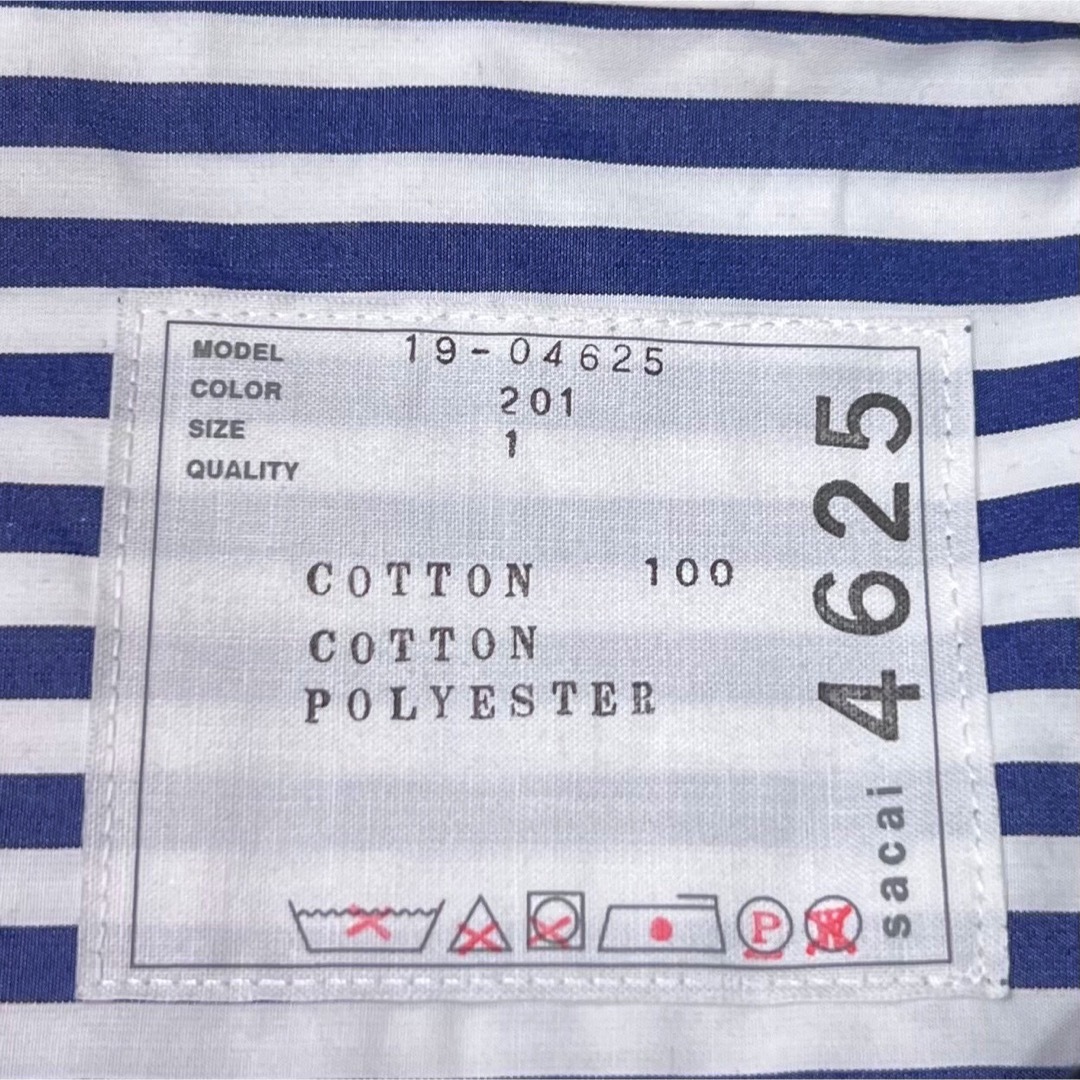 MODEL 19-04625
COLOR 201
SIZE 1
QUALITY
COTTON 100
COTTON
POLYESTER
P
W
sacai 4625